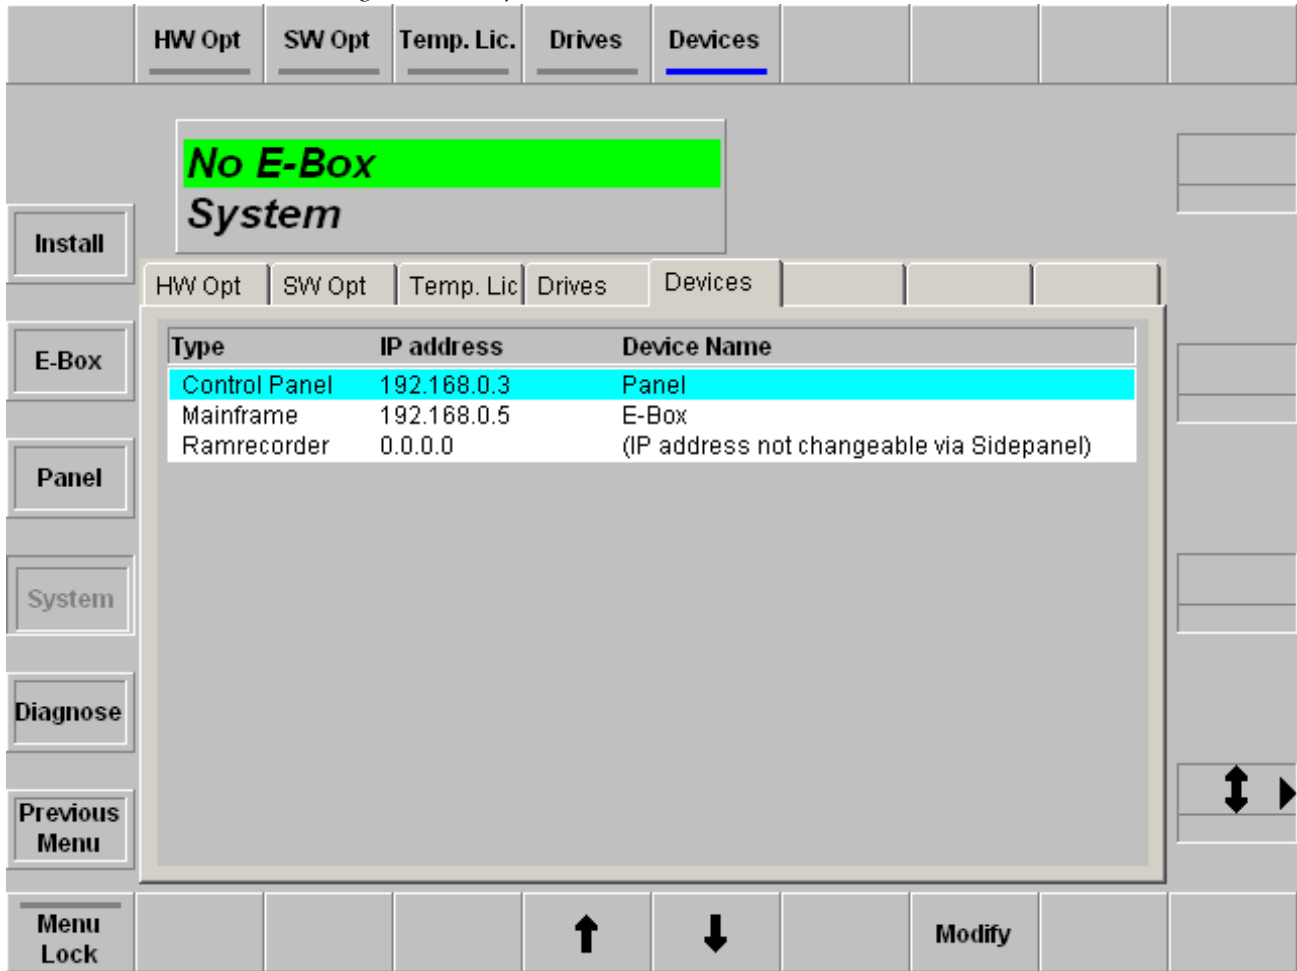 HW Opt SW Opt Temp. Lic. Drives Devices
No E-Box
System
Install
HW Opt SW Opt Temp. Lic Drives Devices
Type IP address Device Name
E-Box
Control Panel 192.168.0.3 Panel
Mainframe 192.168.0.5 E-Box
Ramrecorder 0.0.0.0 (IP address not changeable via Sidepanel)
Panel
System
Diagnose
Previous
Menu
Menu
Lock
Modify